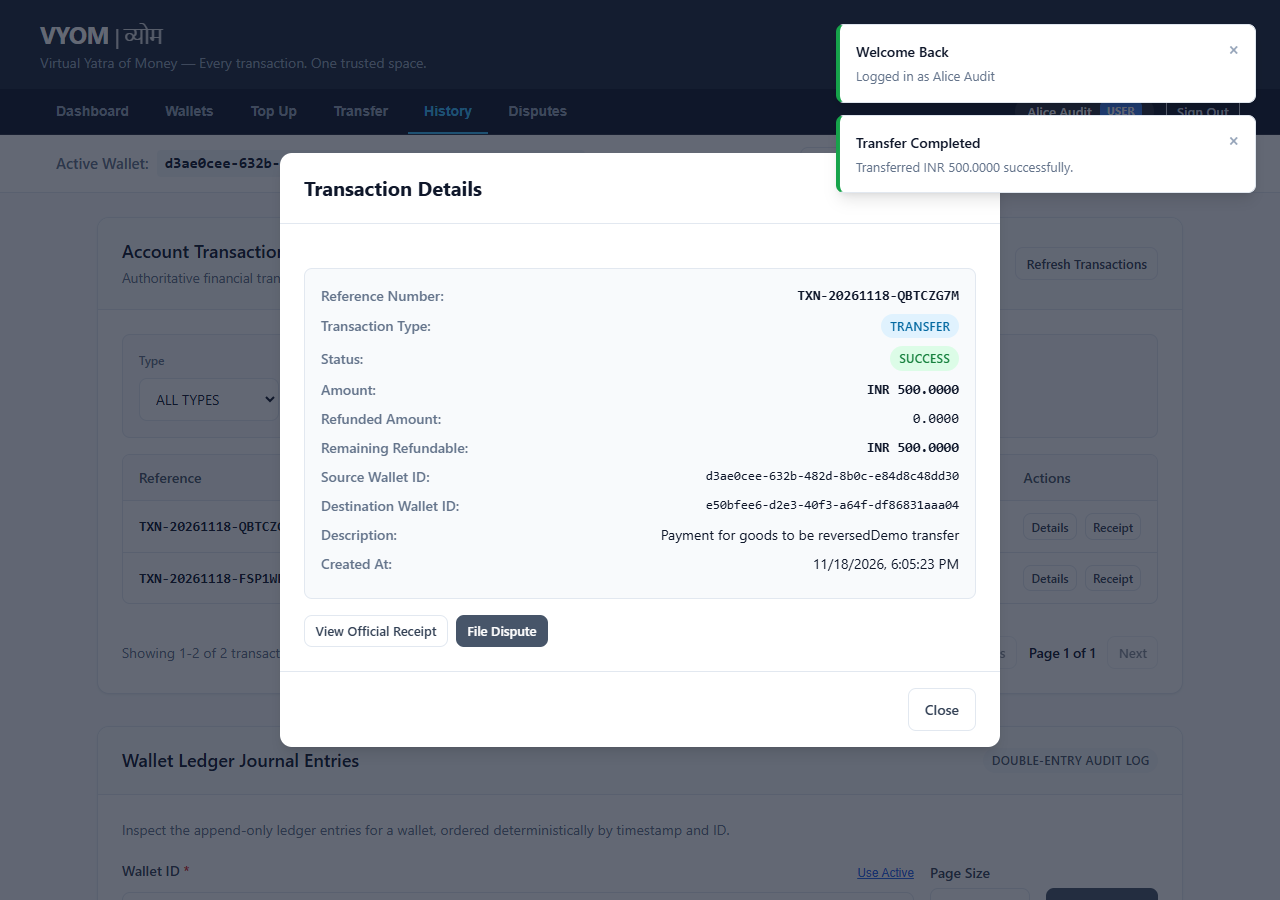 VYOM | व्योम
Virtual Yatra of Money — Every transaction. One trusted space.
Welcome Back
×
Logged in as Alice Audit
Dashboard
Wallets
Top Up
Transfer
History
Disputes
Alice Audit
USER
Sign Out
Transfer Completed
×
Transferred INR 500.0000 successfully.
Active Wallet:
d3ae0cee-632b-
Transaction Details
Account Transaction
Authoritative financial tran
Refresh Transactions
Reference Number:
TXN-20261118-QBTCZG7M
Transaction Type:
TRANSFER
Status:
SUCCESS
Amount:
INR 500.0000
Refunded Amount:
0.0000
Remaining Refundable:
INR 500.0000
Source Wallet ID:
d3ae0cee-632b-482d-8b0c-e84d8c48dd30
Destination Wallet ID:
e50bfee6-d2e3-40f3-a64f-df86831aaa04
Description:
Payment for goods to be reversedDemo transfer
Created At:
11/18/2026, 6:05:23 PM
View Official Receipt
File Dispute
Close
Type
ALL TYPES
Reference
Actions
TXN-20261118-QBTCZ
Details
Receipt
TXN-20261118-FSP1W
Details
Receipt
Showing 1-2 of 2 transact
s
Page 1 of 1
Next
Wallet Ledger Journal Entries
DOUBLE-ENTRY AUDIT LOG
Inspect the append-only ledger entries for a wallet, ordered deterministically by timestamp and ID.
Wallet ID *
Use Active
Page Size